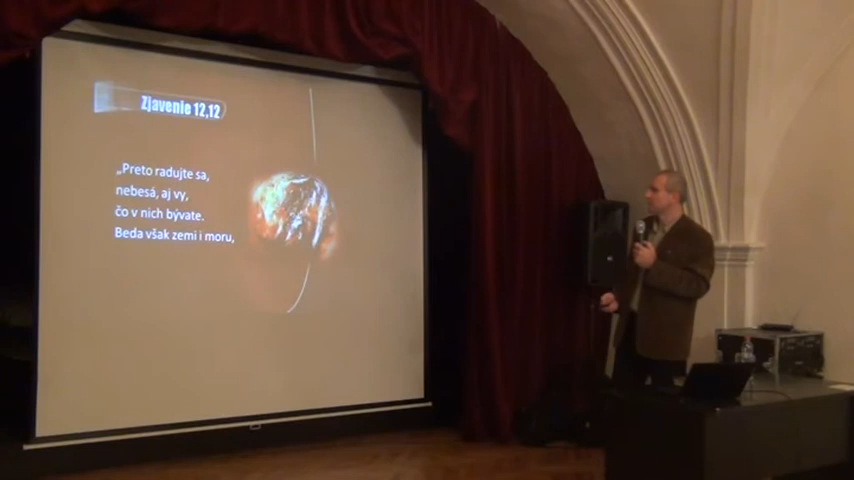 Zjavenie 12,12
„Preto radujte sa,
nebesá, aj vy,
čo v nich bývate.
Beda však zemi i moru,